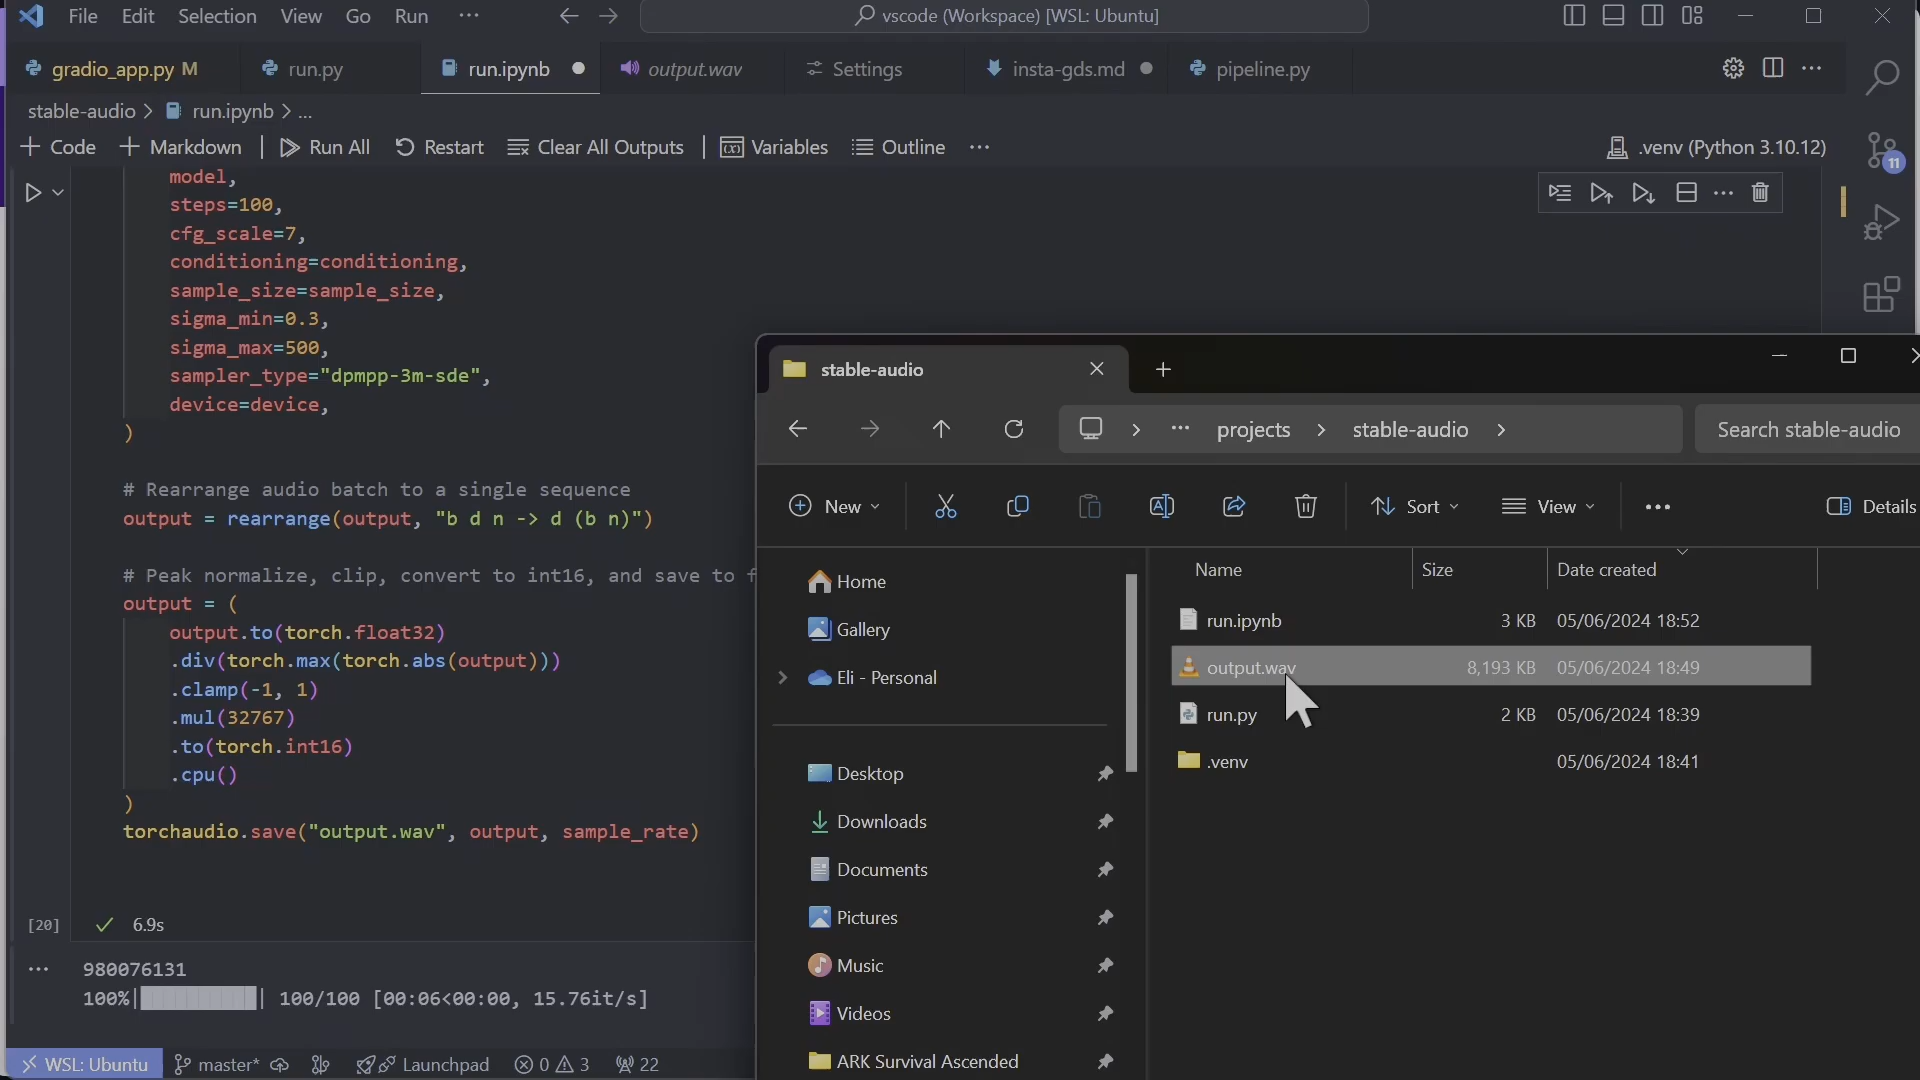 File Edit Selection View Go Run ···
vscode (Workspace) [WSL: Ubuntu]
gradio_app.py M
run.py
run.ipynb
output.wav
Settings
insta-gds.md
pipeline.py
stable-audio > run.ipynb > ...
+ Code + Markdown | Run All Restart Clear All Outputs | Variables Outline ···
.venv (Python 3.10.12)
11
model,
steps=100,
cfg_scale=7,
conditioning=conditioning,
sample_size=sample_size,
sigma_min=0.3,
sigma_max=500,
sampler_type="dpmpp-3m-sde",
device=device,
)
# Rearrange audio batch to a single sequence
output = rearrange(output, "b d n -> d (b n)")
# Peak normalize, clip, convert to int16, and save to f
output = (
output.to(torch.float32)
.div(torch.max(torch.abs(output)))
.clamp(-1, 1)
.mul(32767)
.to(torch.int16)
.cpu()
)
torchaudio.save("output.wav", output, sample_rate)
[20] 6.9s
980076131
100%| | 100/100 [00:06<00:00, 15.76it/s]
WSL: Ubuntu master* Launchpad 0 3 22
stable-audio
··· projects > stable-audio >
Search stable-audio
New Sort View ··· Details
Home
Gallery
Eli - Personal
Desktop
Downloads
Documents
Pictures
Music
Videos
ARK Survival Ascended
Name Size Date created
run.ipynb 3 KB 05/06/2024 18:52
output.wav 8,193 KB 05/06/2024 18:49
run.py 2 KB 05/06/2024 18:39
.venv 05/06/2024 18:41